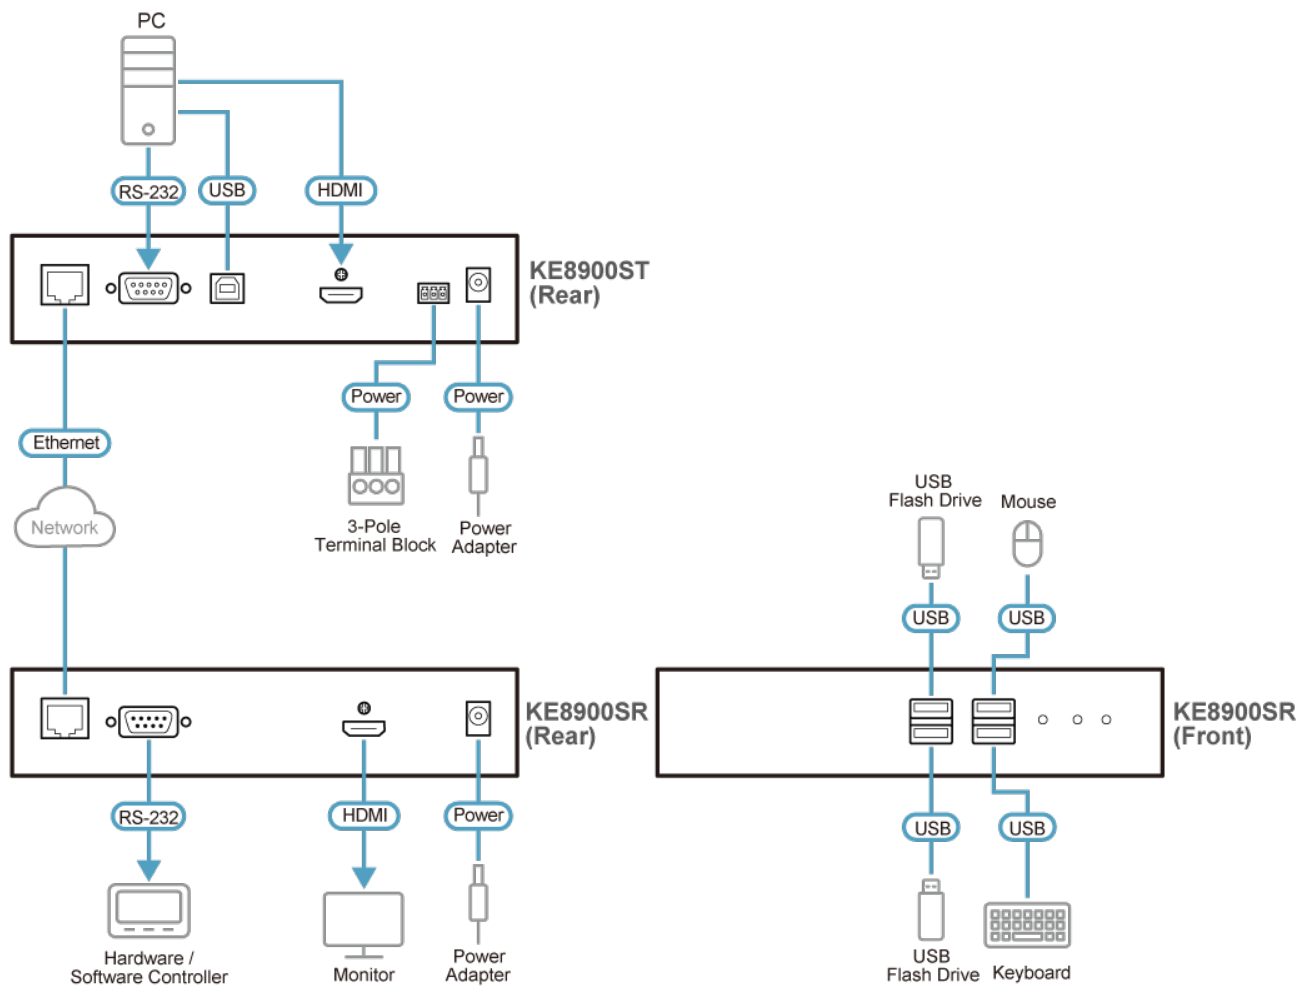 PC
RS-232
USB
HDMI
KE8900ST
(Rear)
Power
Power
Ethernet
Network
3-Pole
Terminal Block
Power
Adapter
USB
Flash Drive
Mouse
USB
USB
KE8900SR
(Rear)
KE8900SR
(Front)
RS-232
HDMI
Power
USB
USB
Hardware /
Software Controller
Monitor
Power
Adapter
USB
Flash Drive
Keyboard